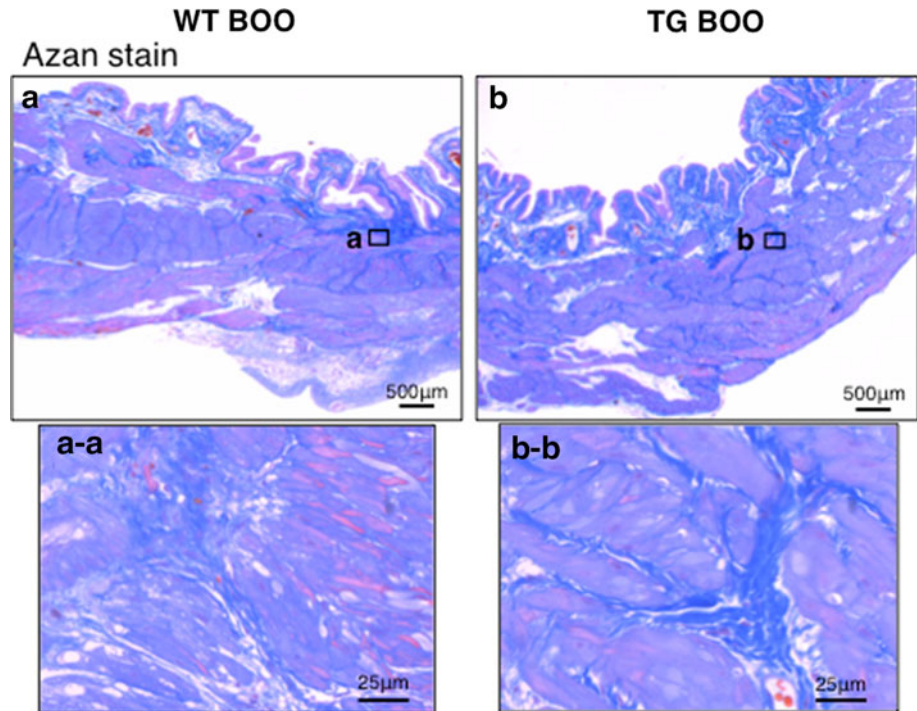 WT BOO
TG BOO
Azan stain
a
b
a
b
500μm
500μm
a-a
b-b
25μm
25μm